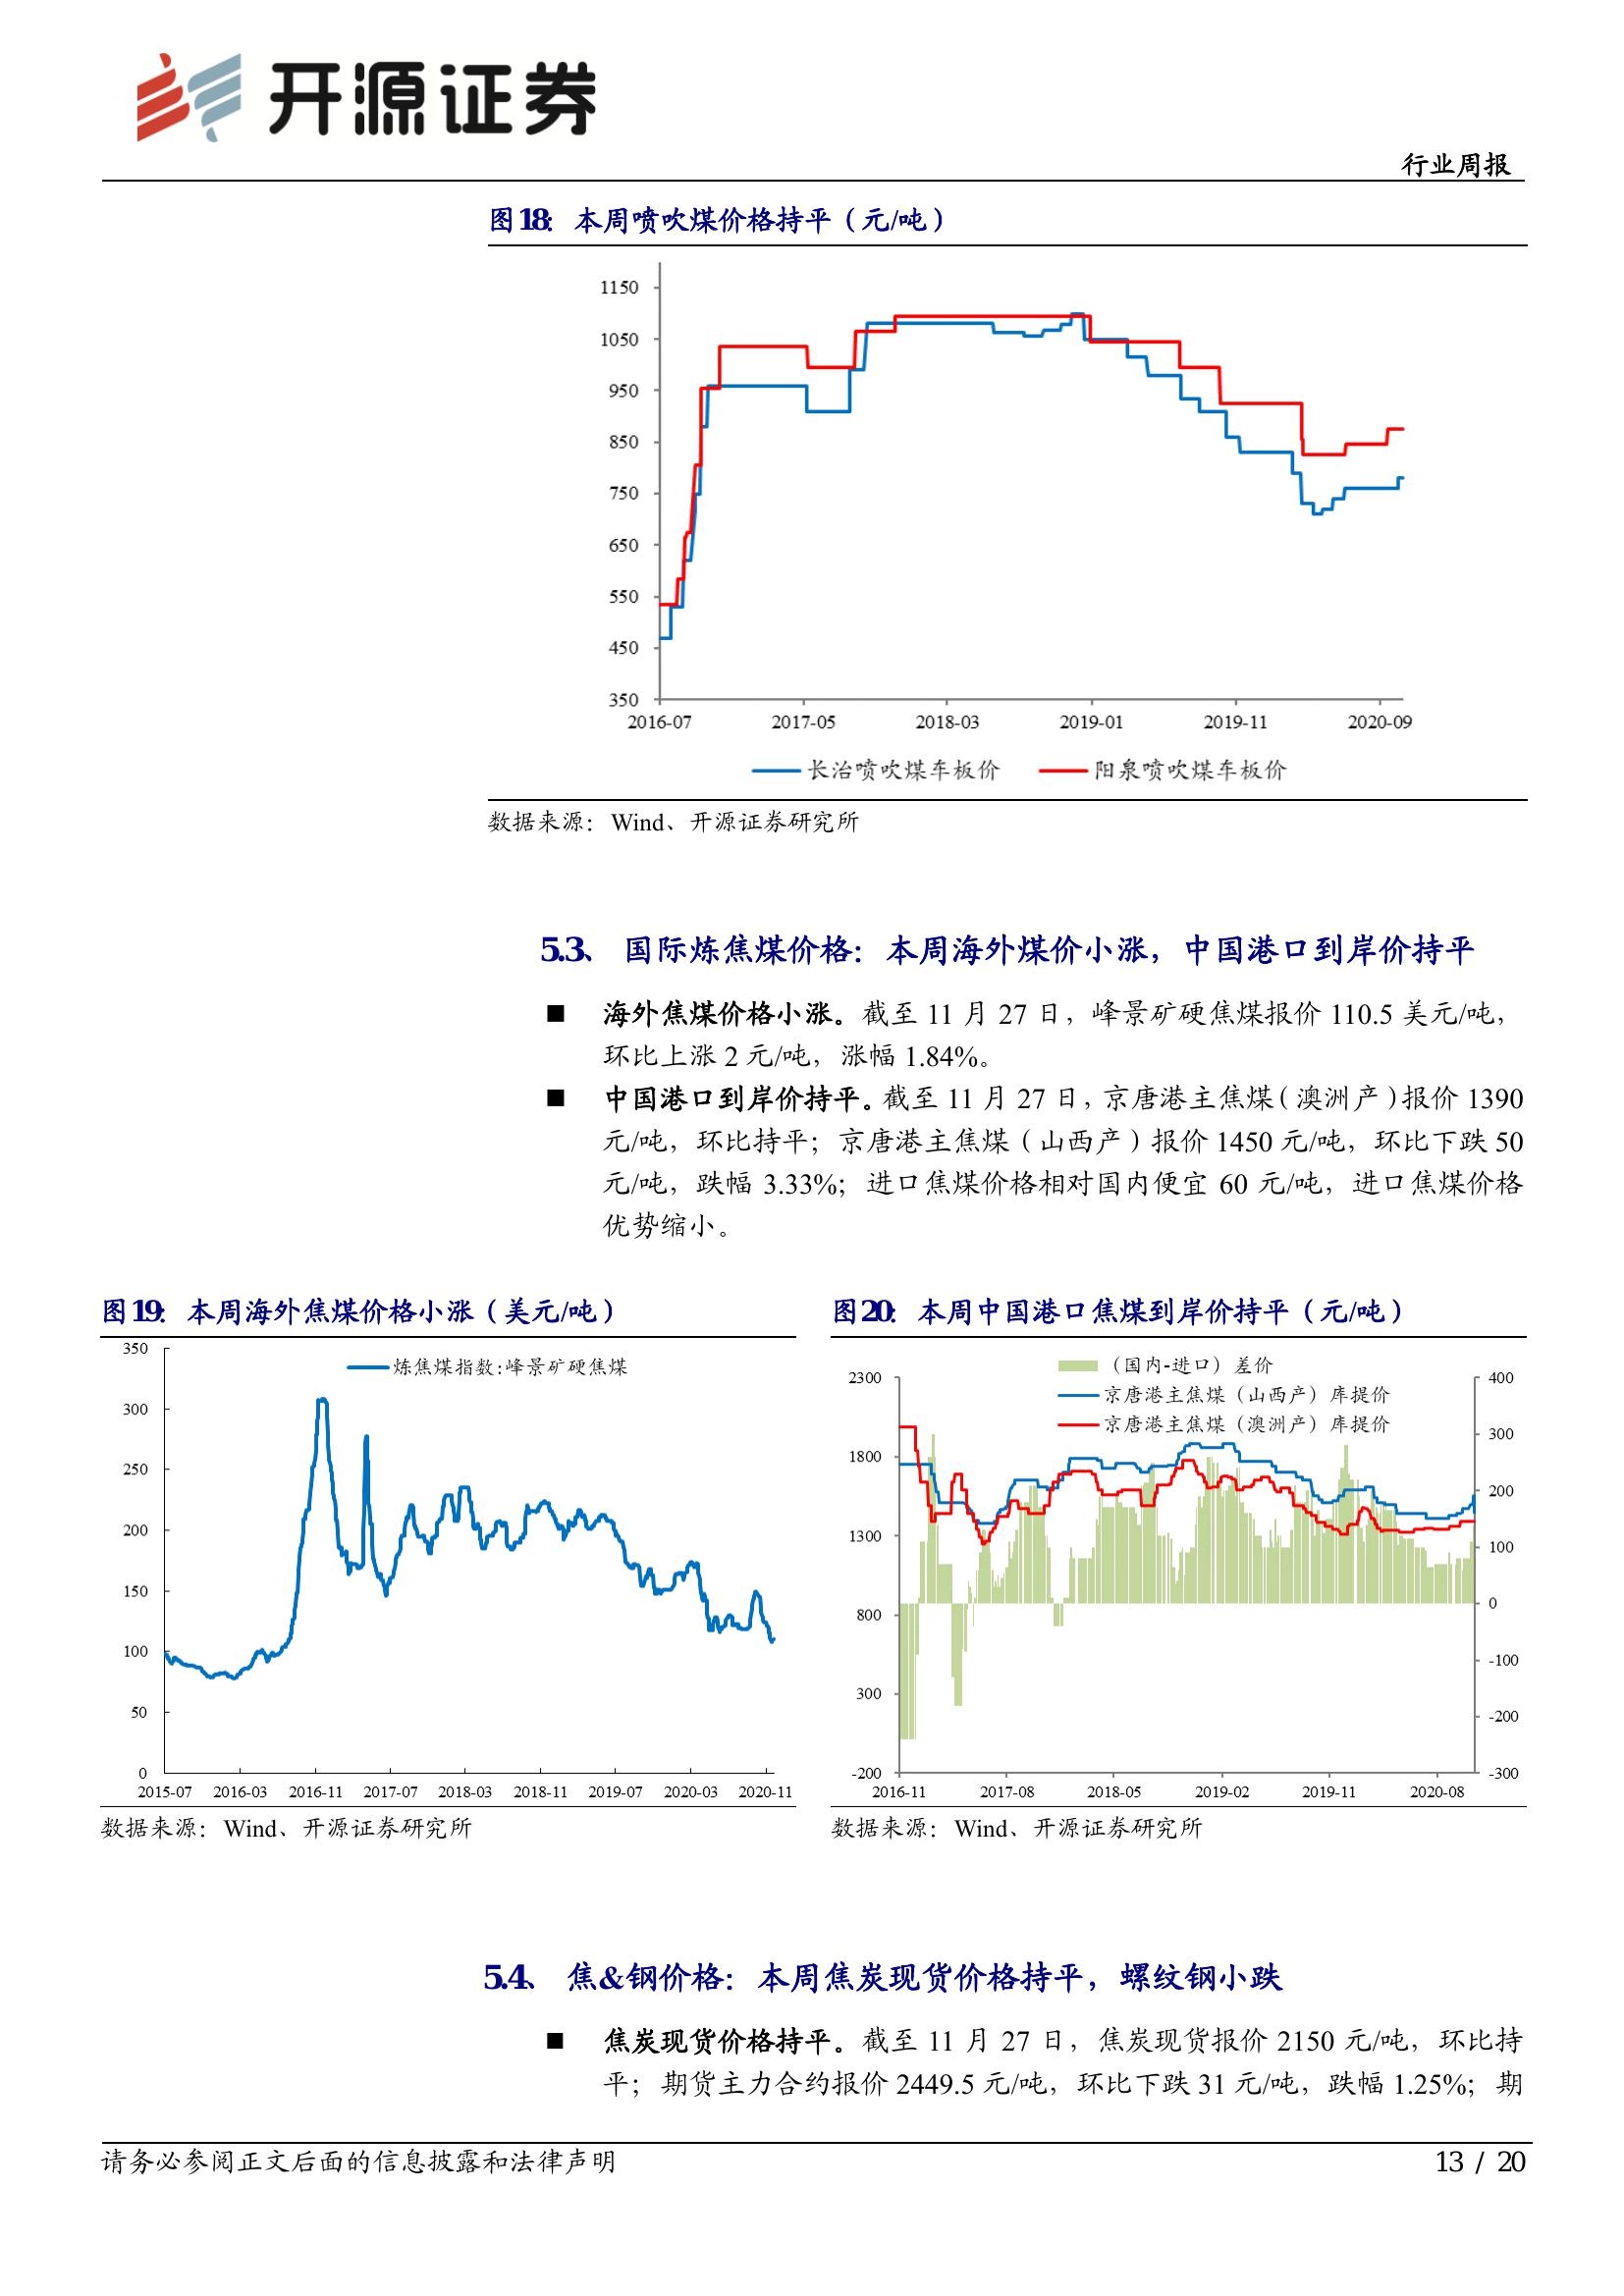 开源证券
行业周报
图18：本周喷吹煤价格持平（元/吨）
1150
1050
950
850
750
650
550
450
350
2016-07 2017-05 2018-03 2019-01 2019-11 2020-09
长治喷吹煤车板价 阳泉喷吹煤车板价
数据来源：Wind、开源证券研究所
5.3、 国际炼焦煤价格：本周海外煤价小涨，中国港口到岸价持平
■ 海外焦煤价格小涨。截至 11 月 27 日，峰景矿硬焦煤报价 110.5 美元/吨，
环比上涨 2 元/吨，涨幅 1.84%。
■ 中国港口到岸价持平。截至 11 月 27 日，京唐港主焦煤（澳洲产）报价 1390
元/吨，环比持平；京唐港主焦煤（山西产）报价 1450 元/吨，环比下跌 50
元/吨，跌幅 3.33%；进口焦煤价格相对国内便宜 60 元/吨，进口焦煤价格
优势缩小。
图19：本周海外焦煤价格小涨（美元/吨）
炼焦煤指数:峰景矿硬焦煤
350
300
250
200
150
100
50
0
2015-07 2016-03 2016-11 2017-07 2018-03 2018-11 2019-07 2020-03 2020-11
数据来源：Wind、开源证券研究所
图20：本周中国港口焦煤到岸价持平（元/吨）
（国内-进口）差价
京唐港主焦煤（山西产）库提价
京唐港主焦煤（澳洲产）库提价
2300
1800
1300
800
300
-200
400
300
200
100
0
-100
-200
-300
2016-11 2017-08 2018-05 2019-02 2019-11 2020-08
数据来源：Wind、开源证券研究所
5.4、 焦&钢价格：本周焦炭现货价格持平，螺纹钢小跌
■ 焦炭现货价格持平。截至 11 月 27 日，焦炭现货报价 2150 元/吨，环比持
平；期货主力合约报价 2449.5 元/吨，环比下跌 31 元/吨，跌幅 1.25%；期
请务必参阅正文后面的信息披露和法律声明
13 / 20